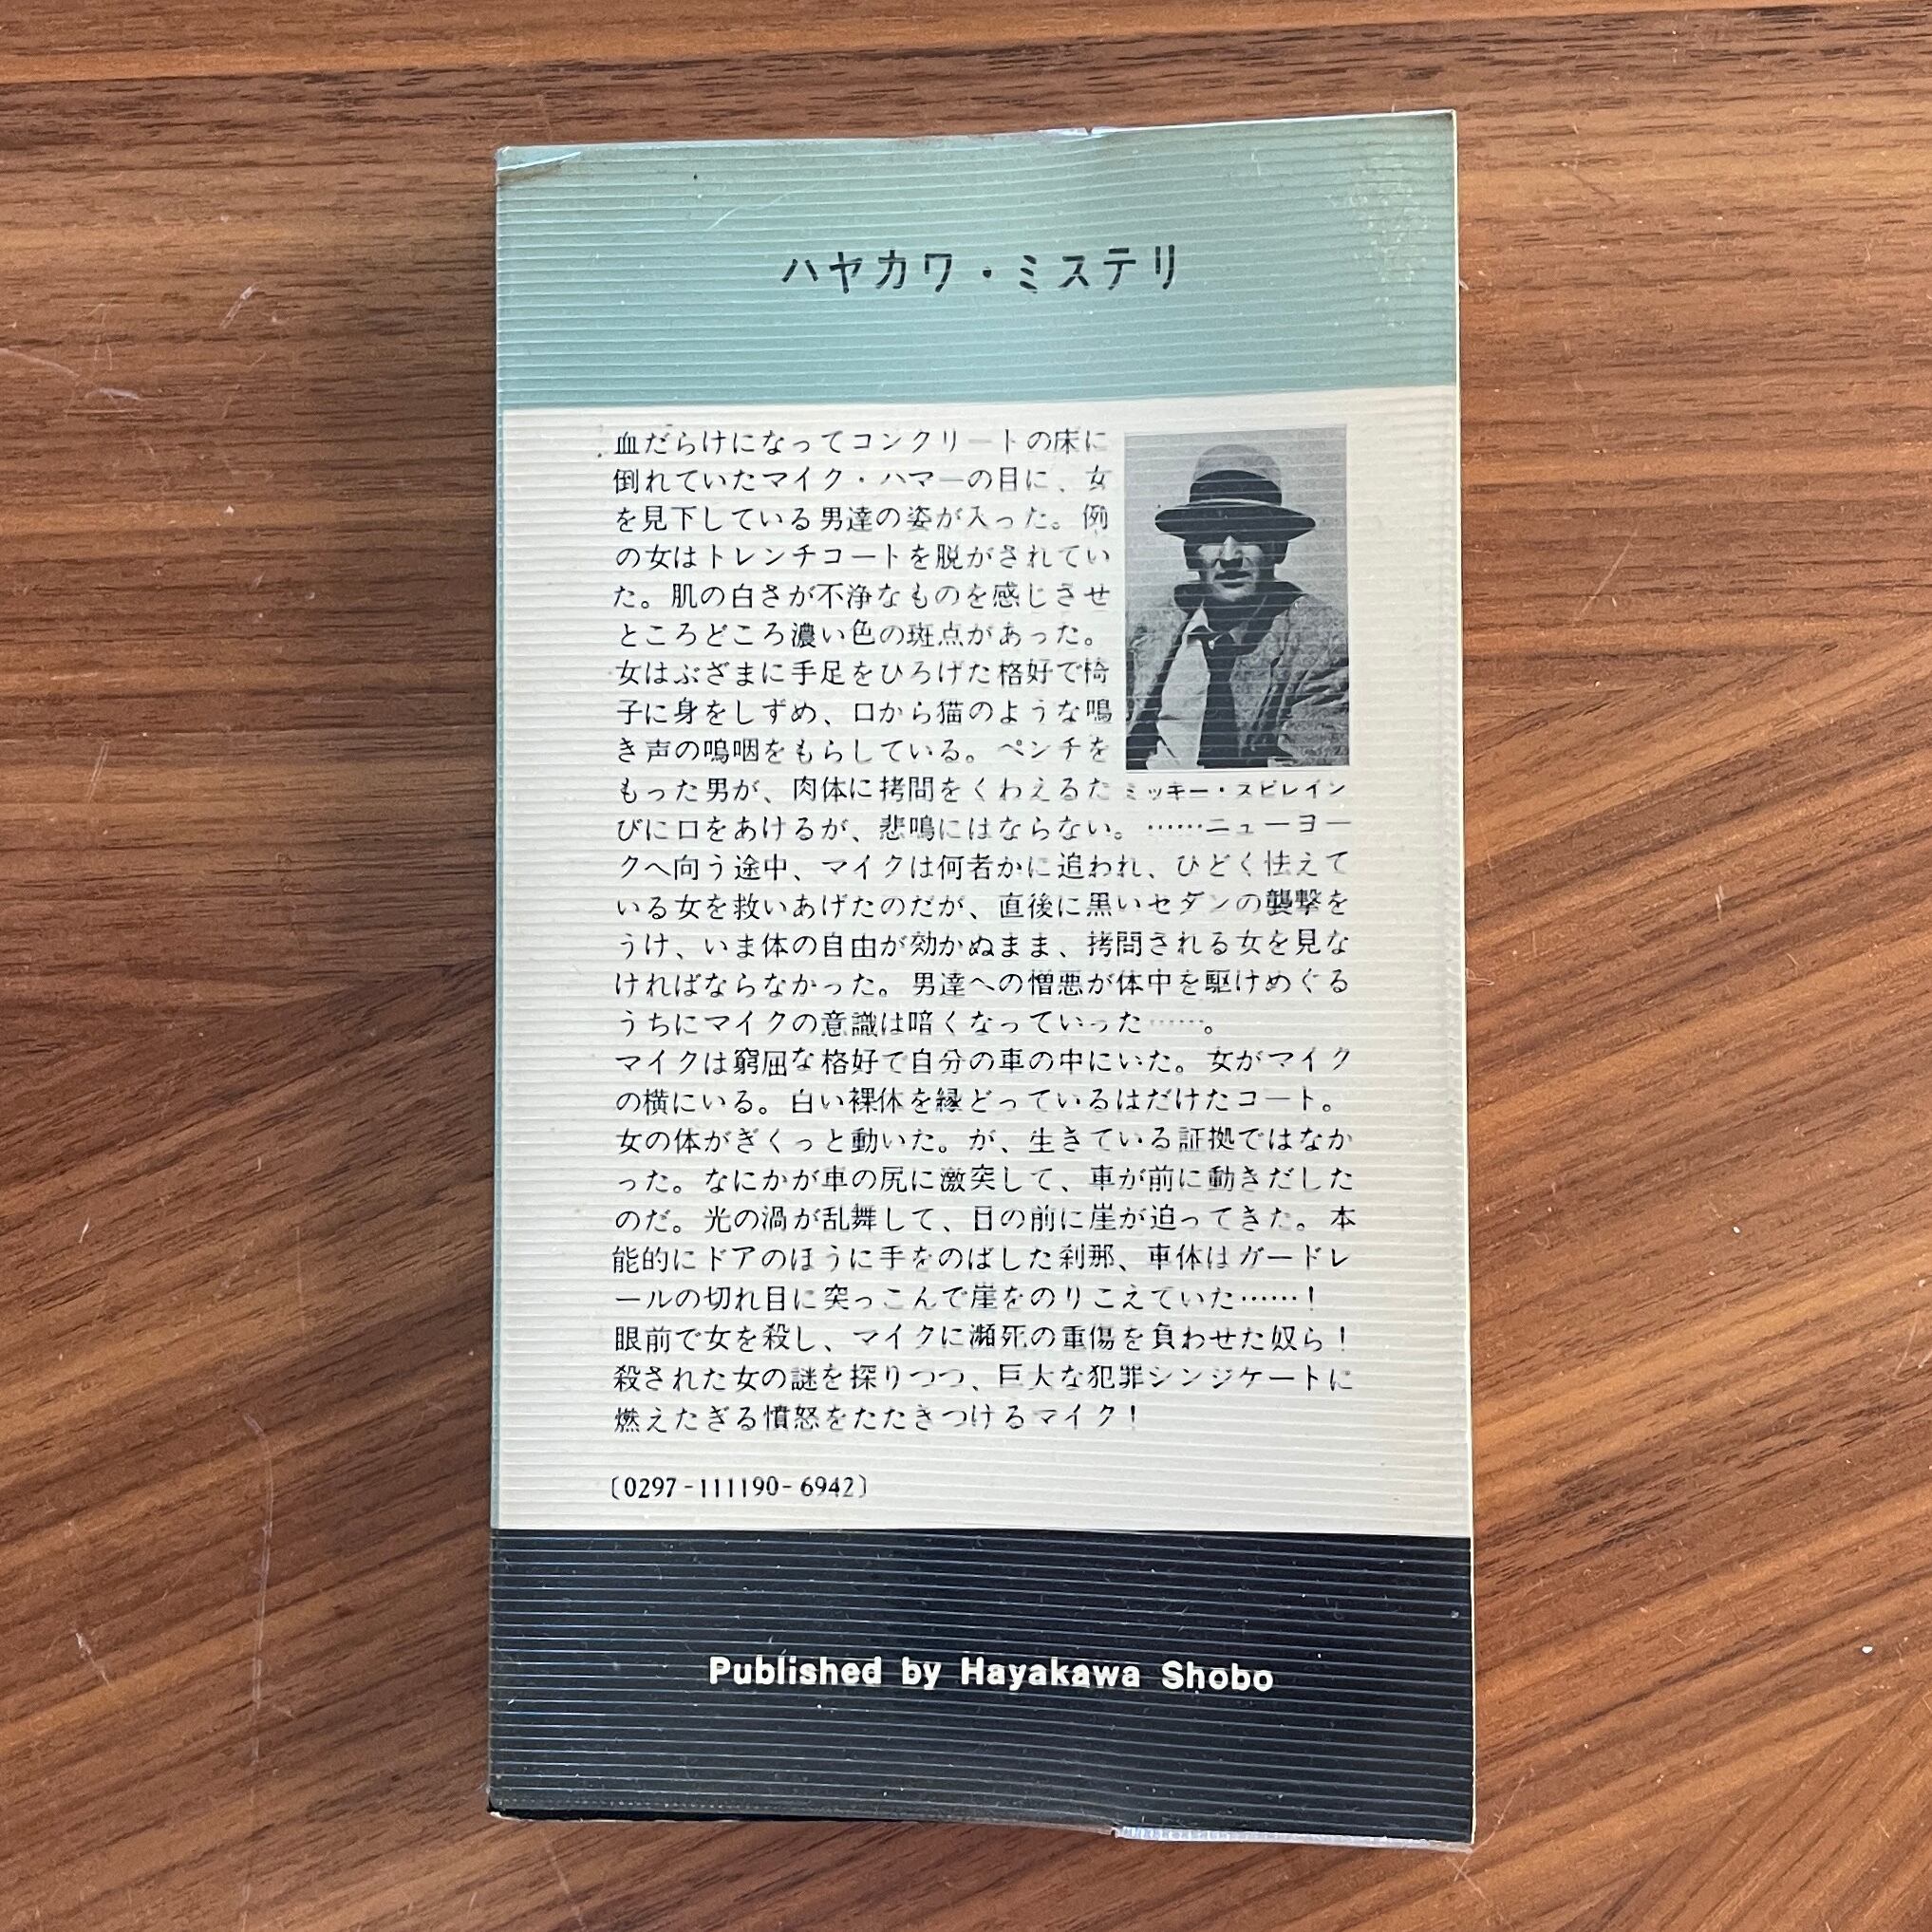 ハヤカワ・ミステリ
血だらけになってコンクリートの床に
倒れていたマイク・ハマーの目に、女
を見下している男達の姿が入った。例
の女はトレンチコートを脱がされてい
た。肌の白さが不浄なものを感じさせ
ところどころ濃い色の斑点があった。
女はぶざまに手足をひろげた格好で椅
子に身をしずめ、口から猫のような鳴
き声の嗚咽をもらしている。ペンチを
もった男が、肉体に拷問をくわえるた
びに口をあけるが、悲鳴にはならない。……ニューヨー
クへ向う途中、マイクは何者かに追われ、ひどく怯えて
いる女を救いあげたのだが、直後に黒いセダンの襲撃を
うけ、いま体の自由が効かぬまま、拷問される女を見な
ければならなかった。男達への憎悪が体中を駆けめぐる
うちにマイクの意識は暗くなっていった……。
マイクは窮屈な格好で自分の車の中にいた。女がマイク
の横にいる。白い裸体を縁どっているはだけたコート。
女の体がぎくっと動いた。が、生きている証拠ではなか
った。なにかが車の尻に激突して、車が前に動きだした
のだ。光の渦が乱舞して、目の前に崖が迫ってきた。本
能的にドアのほうに手をのばした刹那、車体はガードレ
ールの切れ目に突っこんで崖をのりこえていた……！
眼前で女を殺し、マイクに瀕死の重傷を負わせた奴ら！
殺された女の謎を探りつつ、巨大な犯罪シンジケートに
燃えたぎる憤怒をたたきつけるマイク！
ミッキー・スピレイン
〔0297-111190-6942〕
Published by Hayakawa Shobo